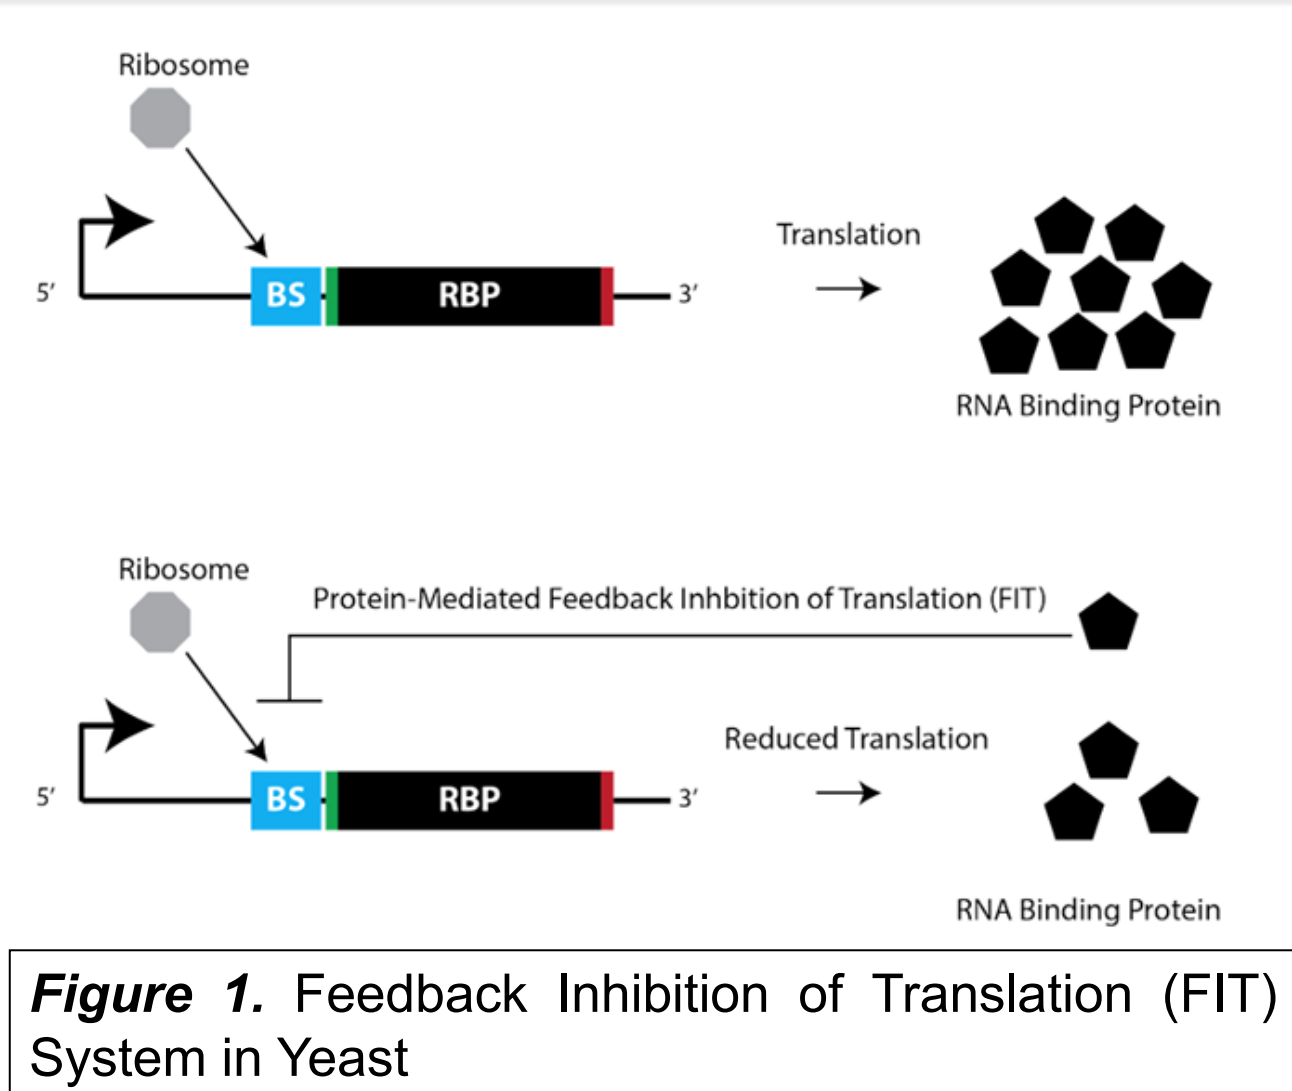 Ribosome
Translation
5′ BS RBP 3′
RNA Binding Protein
Ribosome
Protein-Mediated Feedback Inhbition of Translation (FIT)
Reduced Translation
5′ BS RBP 3′
RNA Binding Protein
Figure 1. Feedback Inhibition of Translation (FIT)
System in Yeast